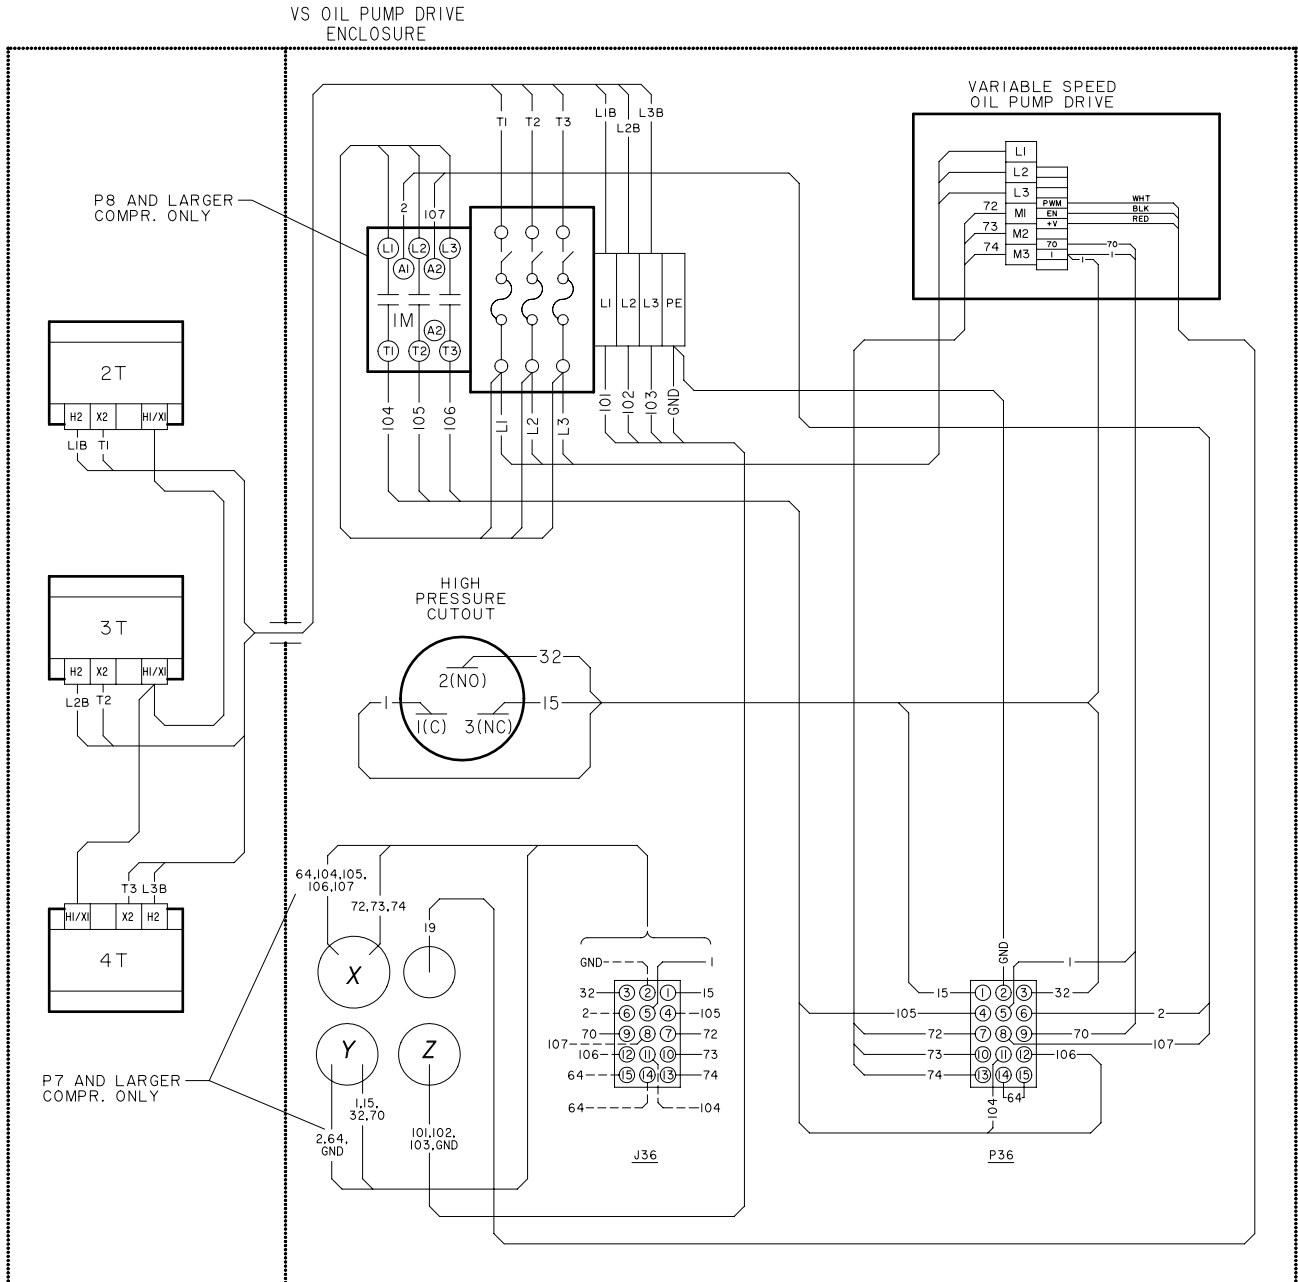 VS OIL PUMP DRIVE
ENCLOSURE
VARIABLE SPEED
OIL PUMP DRIVE
T1
T2
T3
L1B
L2B
L3B
P8 AND LARGER
COMPR. ONLY
2
107
L1
L2
L3
A1
A2
1M
A2
T1
T2
T3
L1
L2
L3
PE
L1
L2
L3
M1
M2
M3
72
73
74
PWM
EN
+V
70
1
WHT
BLK
RED
70
1
1
104
105
106
L1
L2
L3
101
102
103
GND
2T
H2
X2
H1/X1
L1B
T1
3T
H2
X2
H1/X1
L2B
T2
T3
L3B
H1/X1
X2
H2
4T
HIGH
PRESSURE
CUTOUT
32
2(NO)
1
15
1(C)
3(NC)
64,104,105,
106,107
72,73,74
19
X
Y
Z
P7 AND LARGER
COMPR. ONLY
1,15,
32,70
2,64,
GND
101,102,
103,GND
GND
1
32
3
2
1
15
2
6
5
4
105
70
9
8
7
72
107
106
12
11
10
73
64
15
14
13
74
64
104
J36
GND
1
15
1
2
3
32
105
4
5
6
2
72
7
8
9
70
107
73
10
11
12
106
74
13
14
15
104
64
P36